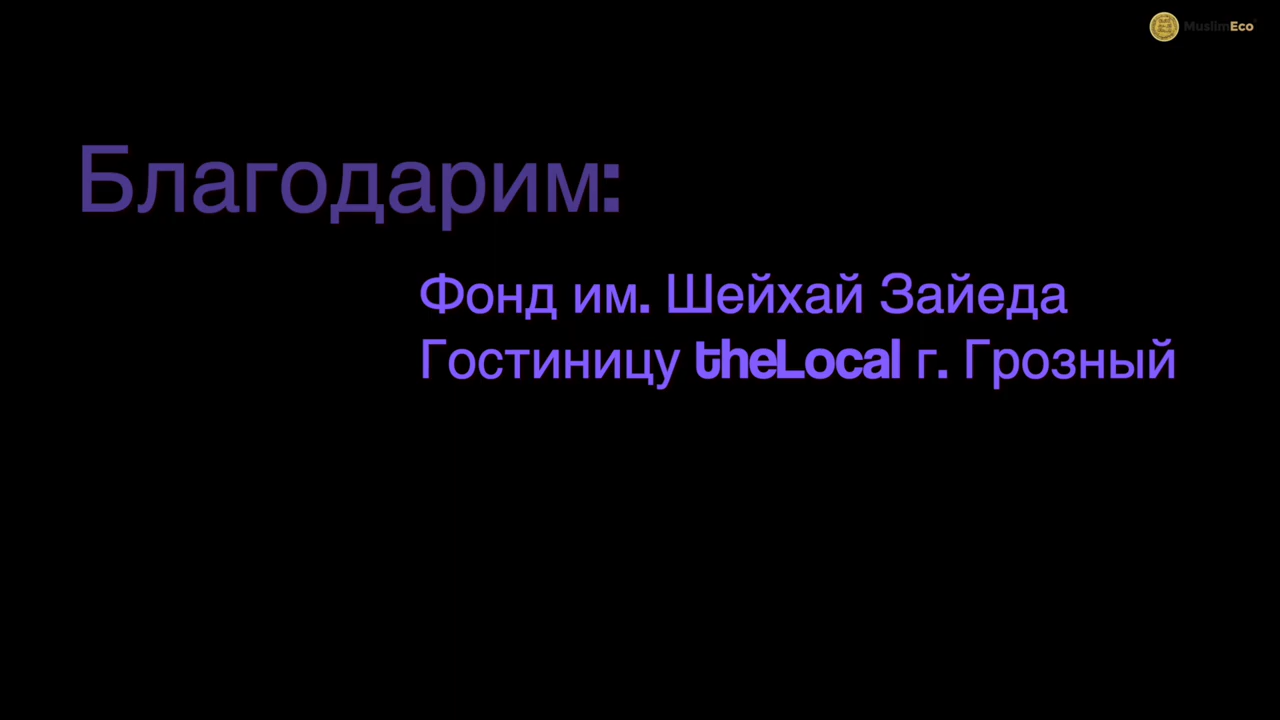 MuslimEco
Благодарим:
Фонд им. Шейхай Зайеда
Гостиницу theLocal г. Грозный